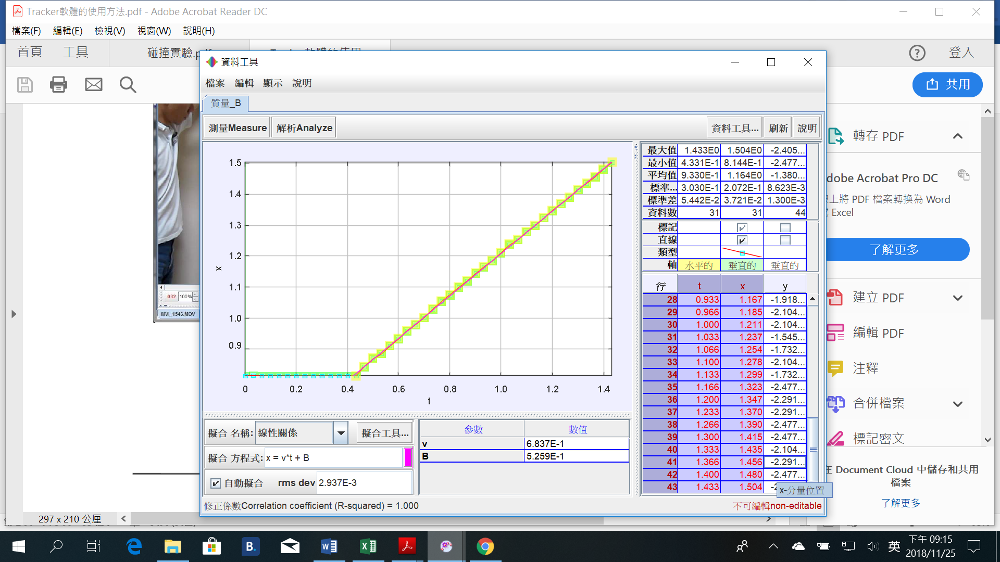 Tracker軟體的使用方法.pdf - Adobe Acrobat Reader DC
檔案(F) 編輯(E) 檢視(V) 視窗(W) 說明(H)
首頁 工具 碰撞實驗.pdf 登入
共用
資料工具
檔案 編輯 顯示 說明
質量_B
測量Measure 解析Analyze 資料工具... 刷新 說明
1.5
1.4
1.3
1.2
1.1
1.0
0.9
x
0 0.2 0.4 0.6 0.8 1.0 1.2 1.4
t
最大值 1.433E0 1.504E0 -2.405...
最小值 4.331E-1 8.144E-1 -2.477...
平均值 9.330E-1 1.164E0 -1.380...
標準... 3.030E-1 2.072E-1 8.623E-3
標準差 5.442E-2 3.721E-2 1.300E-3
資料數 31 31 44
標記
直線
類型
軸 水平的 垂直的 垂直的
行 t x y
28 0.933 1.167 -1.918...
29 0.966 1.185 -2.104...
30 1.000 1.211 -2.104...
31 1.033 1.237 -1.545...
32 1.066 1.254 -1.732...
33 1.100 1.278 -2.104...
34 1.133 1.299 -1.732...
35 1.166 1.323 -2.477...
36 1.200 1.347 -2.291...
37 1.233 1.370 -2.291...
38 1.266 1.390 -2.477...
39 1.300 1.415 -2.477...
40 1.333 1.435 -2.104...
41 1.366 1.456 -2.291...
42 1.400 1.480 -2.477...
43 1.433 1.504
x-分量位置
擬合 名稱: 線性關係 擬合工具...
擬合 方程式: x = v*t + B
自動擬合 rms dev 2.937E-3
參數 數值
v 6.837E-1
B 5.259E-1
修正係數Correlation coefficient (R-squared) = 1.000
不可編輯non-editable
032 100%
MVI_1543.MOV
297 x 210 公厘
轉存 PDF
dobe Acrobat Pro DC
上將 PDF 檔案轉換為 Word
Excel
了解更多
建立 PDF
編輯 PDF
注釋
合併檔案
標記密文
在 Document Cloud 中儲存和共用
檔案
了解更多
英
下午 09:15
2018/11/25